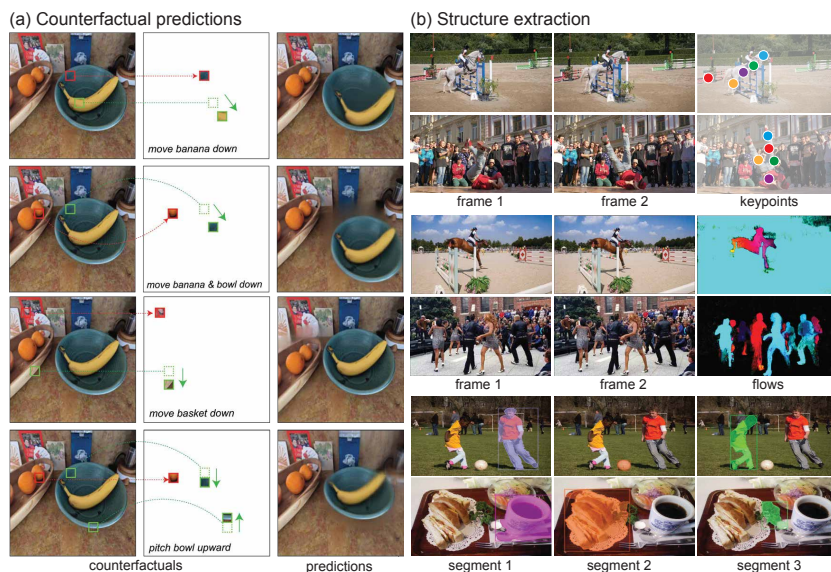 (a) Counterfactual predictions
move banana down
move banana & bowl down
move basket down
pitch bowl upward
counterfactuals
predictions
(b) Structure extraction
frame 1
frame 2
keypoints
frame 1
frame 2
flows
segment 1
segment 2
segment 3